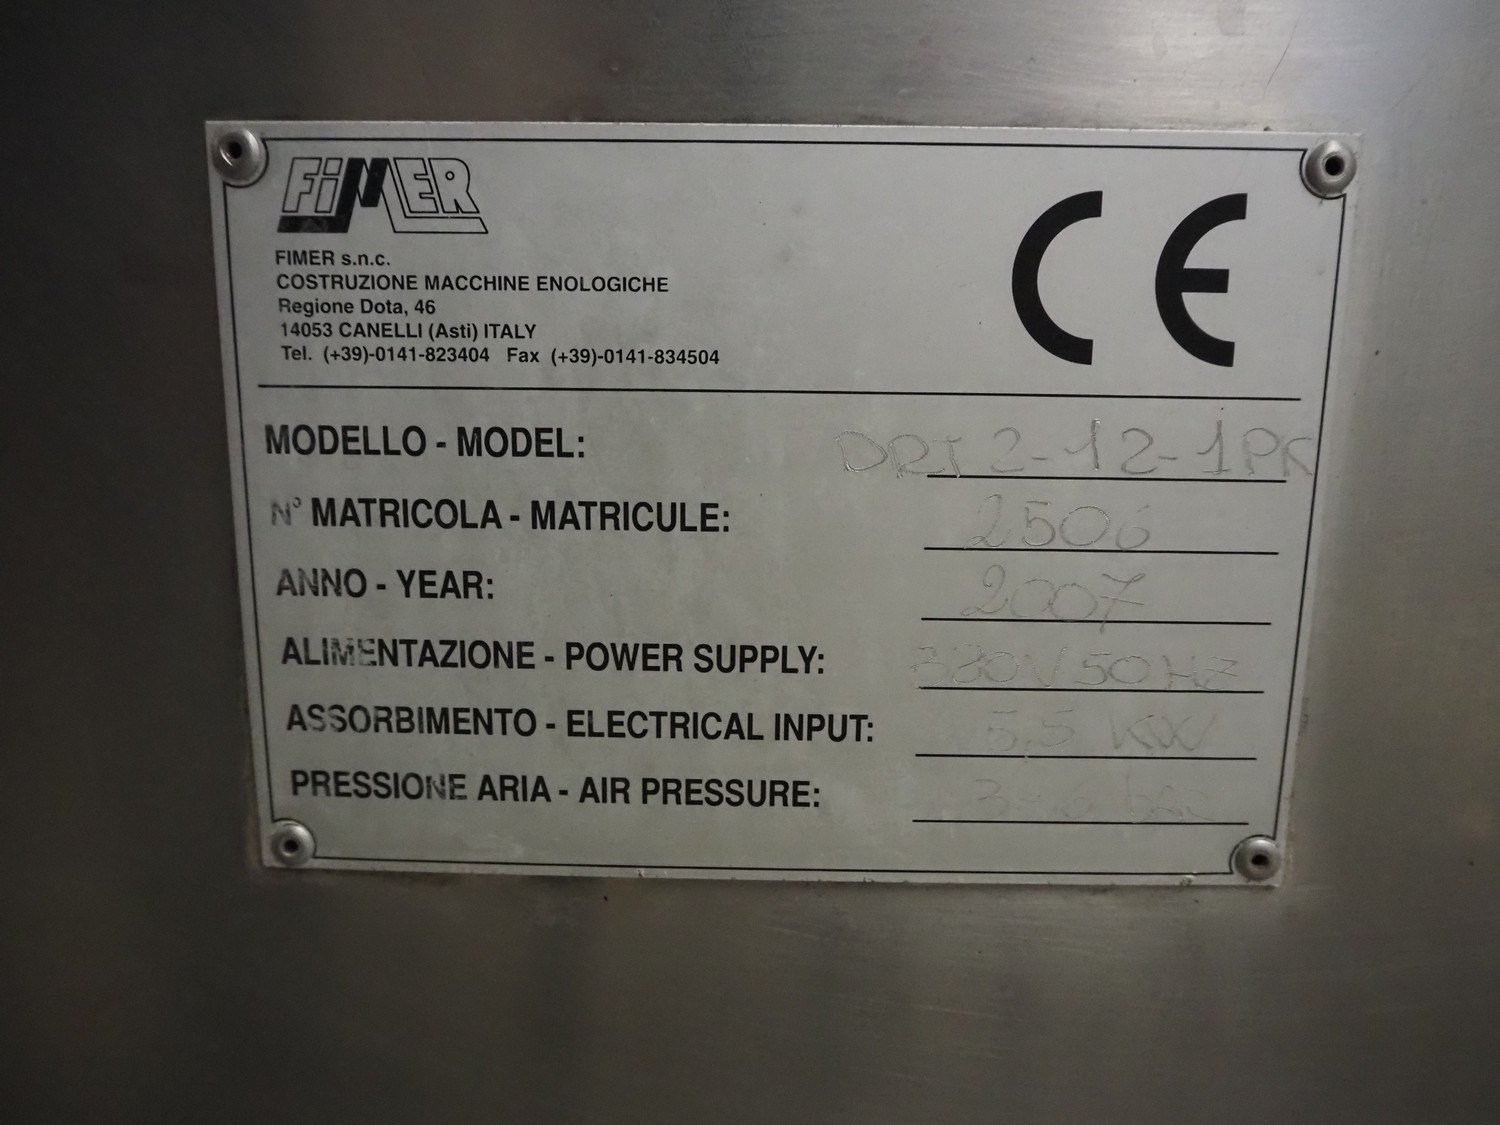 FiMER
FIMER s.n.c.
COSTRUZIONE MACCHINE ENOLOGICHE
Regione Dota, 46
14053 CANELLI (Asti) ITALY
Tel. (+39)-0141-823404 Fax (+39)-0141-834504
CE
MODELLO - MODEL: DRT 2-12-1PK
N° MATRICOLA - MATRICULE: 2506
ANNO - YEAR: 2007
ALIMENTAZIONE - POWER SUPPLY: 380V 50HZ
ASSORBIMENTO - ELECTRICAL INPUT: 5,5 KW
PRESSIONE ARIA - AIR PRESSURE: